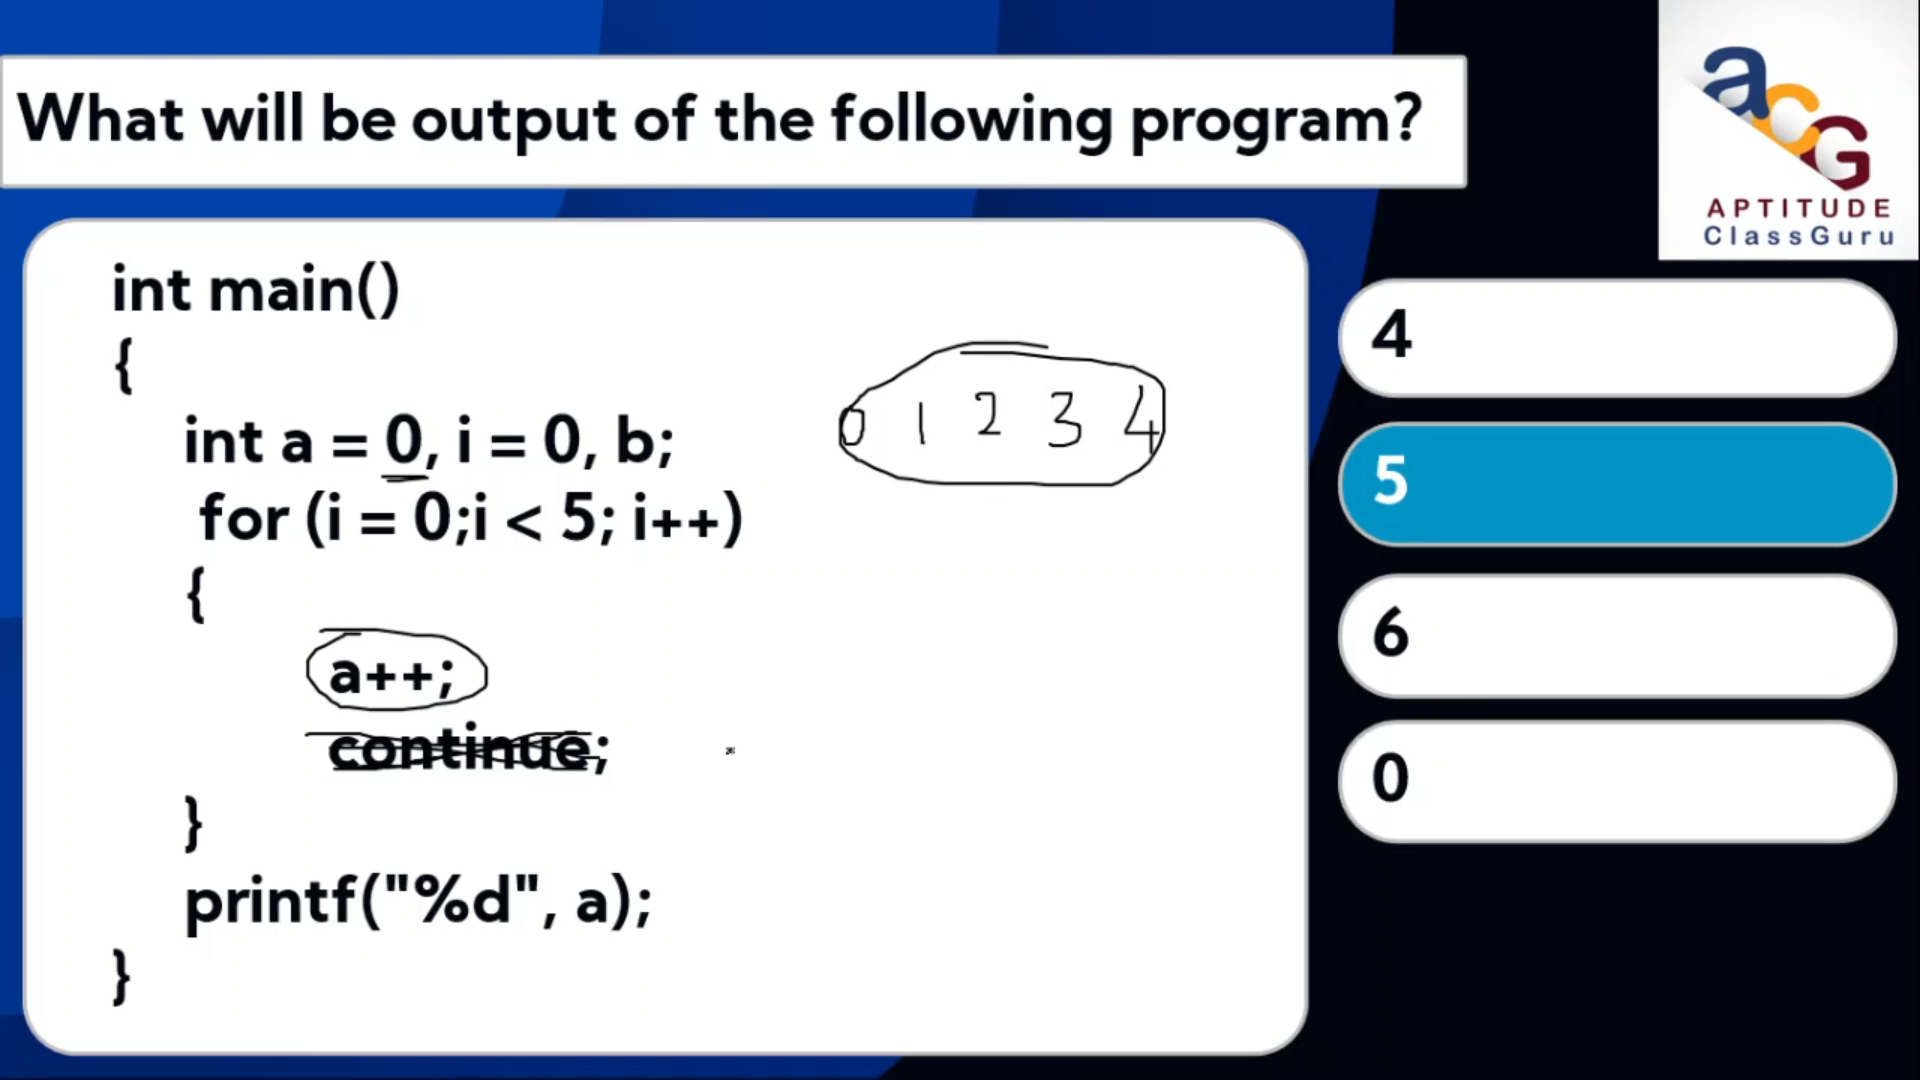 What will be output of the following program?
aCG
APTITUDE
ClassGuru
int main()
{
int a = 0, i = 0, b;
for (i = 0;i < 5; i++)
{
a++;
continue;
}
printf("%d", a);
}
0 1 2 3 4
4
5
6
0